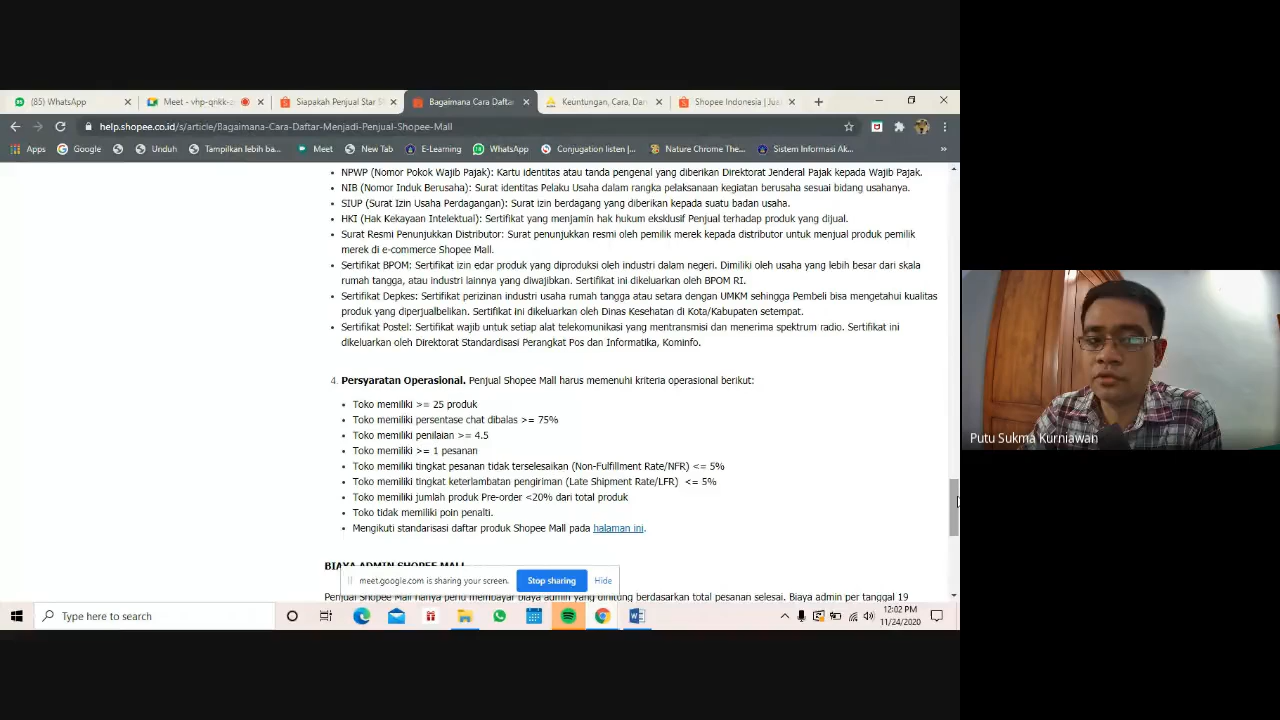 (85) WhatsApp
Meet - vhp-qnkk-z
Siapakah Penjual Star
Bagaimana Cara Daftar
Keuntungan, Cara, Dan
Shopee Indonesia | Jua
help.shopee.co.id/s/article/Bagaimana-Cara-Daftar-Menjadi-Penjual-Shopee-Mall
Apps Google Unduh Tampilkan lebih ba... Meet New Tab E-Learning WhatsApp Conjugation listen |... Nature Chrome The... Sistem Informasi Ak...
NPWP (Nomor Pokok Wajib Pajak): Kartu identitas atau tanda pengenal yang diberikan Direktorat Jenderal Pajak kepada Wajib Pajak.
NIB (Nomor Induk Berusaha): Surat identitas Pelaku Usaha dalam rangka pelaksanaan kegiatan berusaha sesuai bidang usahanya.
SIUP (Surat Izin Usaha Perdagangan): Surat izin berdagang yang diberikan kepada suatu badan usaha.
HKI (Hak Kekayaan Intelektual): Sertifikat yang menjamin hak hukum eksklusif Penjual terhadap produk yang dijual.
Surat Resmi Penunjukkan Distributor: Surat penunjukkan resmi oleh pemilik merek kepada distributor untuk menjual produk pemilik
merek di e-commerce Shopee Mall.
Sertifikat BPOM: Sertifikat izin edar produk yang diproduksi oleh industri dalam negeri. Dimiliki oleh usaha yang lebih besar dari skala
rumah tangga, atau industri lainnya yang diwajibkan. Sertifikat ini dikeluarkan oleh BPOM RI.
Sertifikat Depkes: Sertifikat perizinan industri usaha rumah tangga atau setara dengan UMKM sehingga Pembeli bisa mengetahui kualitas
produk yang diperjualbelikan. Sertifikat ini dikeluarkan oleh Dinas Kesehatan di Kota/Kabupaten setempat.
Sertifikat Postel: Sertifikat wajib untuk setiap alat telekomunikasi yang mentransmisi dan menerima spektrum radio. Sertifikat ini
dikeluarkan oleh Direktorat Standardisasi Perangkat Pos dan Informatika, Kominfo.
4. Persyaratan Operasional. Penjual Shopee Mall harus memenuhi kriteria operasional berikut:
Toko memiliki >= 25 produk
Toko memiliki persentase chat dibalas >= 75%
Toko memiliki penilaian >= 4.5
Toko memiliki >= 1 pesanan
Toko memiliki tingkat pesanan tidak terselesaikan (Non-Fulfillment Rate/NFR) <= 5%
Toko memiliki tingkat keterlambatan pengiriman (Late Shipment Rate/LFR) <= 5%
Toko memiliki jumlah produk Pre-order <20% dari total produk
Toko tidak memiliki poin penalti.
Mengikuti standarisasi daftar produk Shopee Mall pada halaman ini.
BIAYA ADMIN SHOPEE MALL
meet.google.com is sharing your screen. Stop sharing Hide
Penjual Shopee Mall hanya perlu membayar biaya admin yang dihitung berdasarkan total pesanan selesai. Biaya admin per tanggal 19
Type here to search
12:02 PM
11/24/2020
Putu Sukma Kurniawan